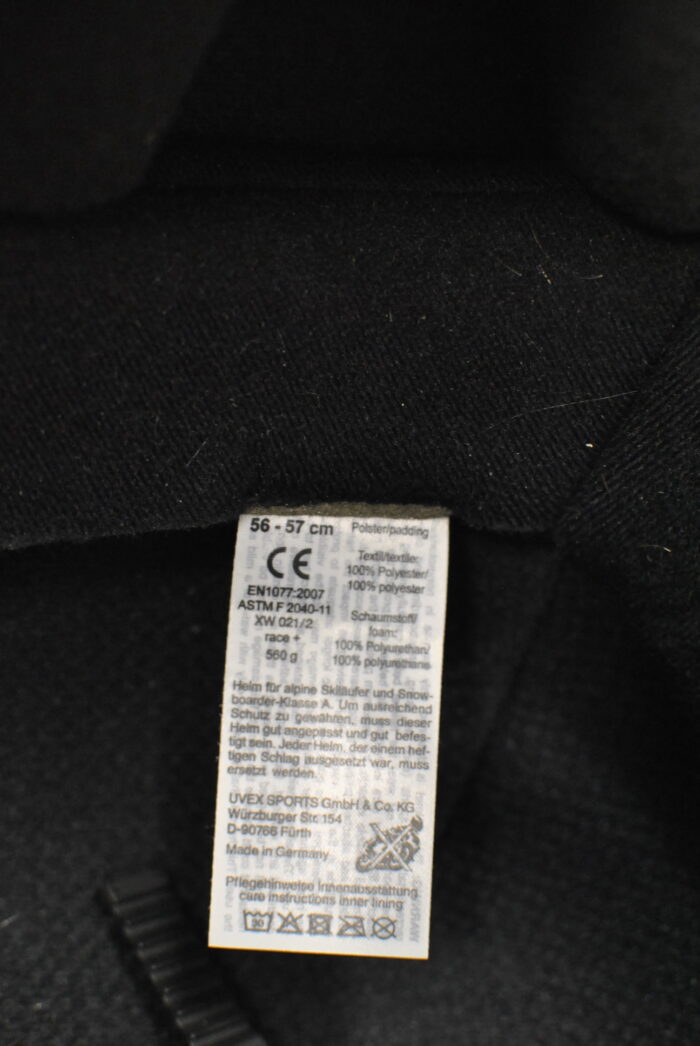 56 - 57 cm
CE
EN1077:2007
ASTM F 2040-11
XW 021/2
race +
560 g
Polster/padding
Textil/textile:
100% Polyester/
100% polyester
Schaumstoff/
foam:
100% Polyurethan/
100% polyurethane
Helm für alpine Skiläufer und Snow-
boarder-Klasse A. Um ausreichend
Schutz zu gewähren, muss dieser
Helm gut angepasst und gut befes-
tigt sein. Jeder Helm, der einem hef-
tigen Schlag ausgesetzt war, muss
ersetzt werden.
UVEX SPORTS GmbH & Co. KG
Würzburger Str. 154
D-90766 Fürth
Made in Germany
Pflegehinweise Innenausstattung
care instructions inner lining
30